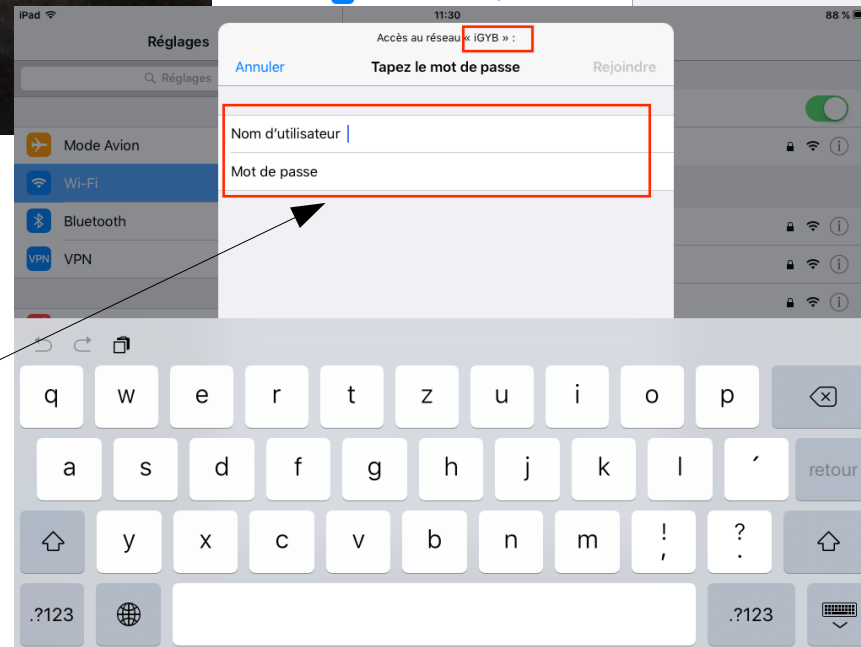 iPad 11:30 88 %
Réglages
Accès au réseau « iGYB » :
Annuler Tapez le mot de passe Rejoindre
Réglages
Nom d'utilisateur
Mode Avion
Mot de passe
Wi-Fi
Bluetooth
VPN VPN
q w e r t z u i o p
a s d f g h j k l ´ retour
y x c v b n m ! , ? .
.?123 .?123